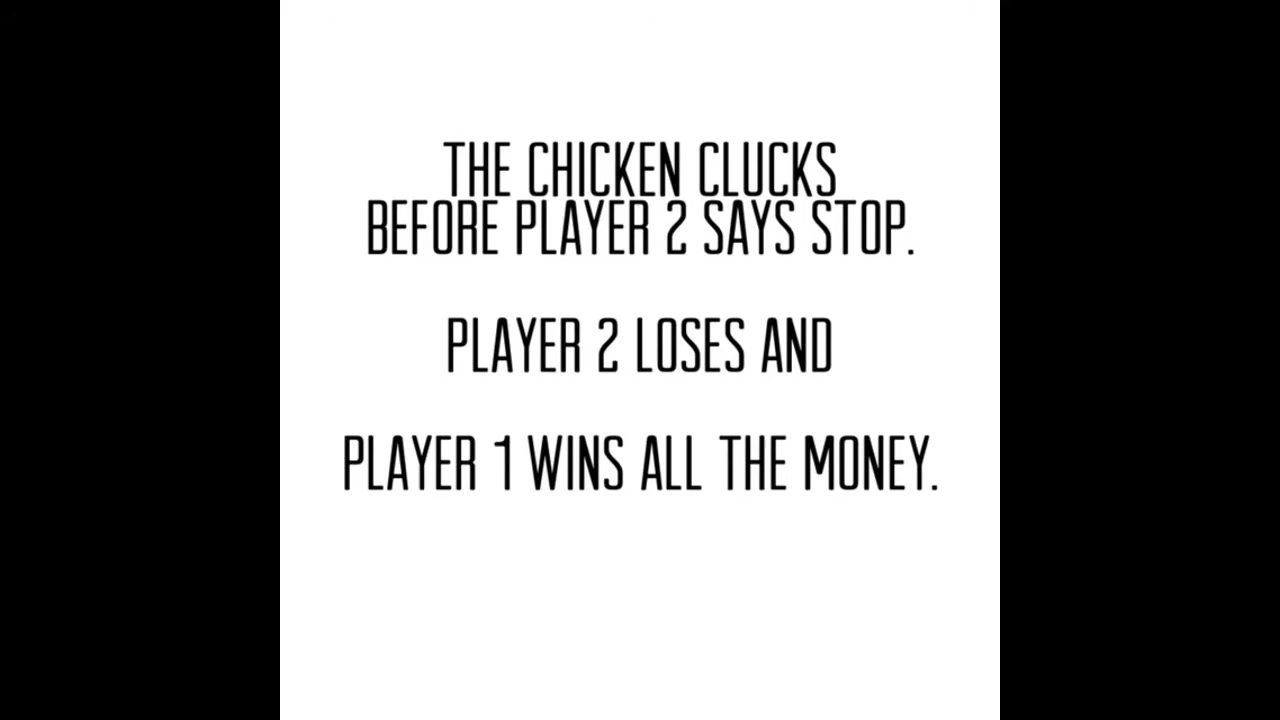 THE CHICKEN CLUCKS
BEFORE PLAYER 2 SAYS STOP.
PLAYER 2 LOSES AND
PLAYER 1 WINS ALL THE MONEY.